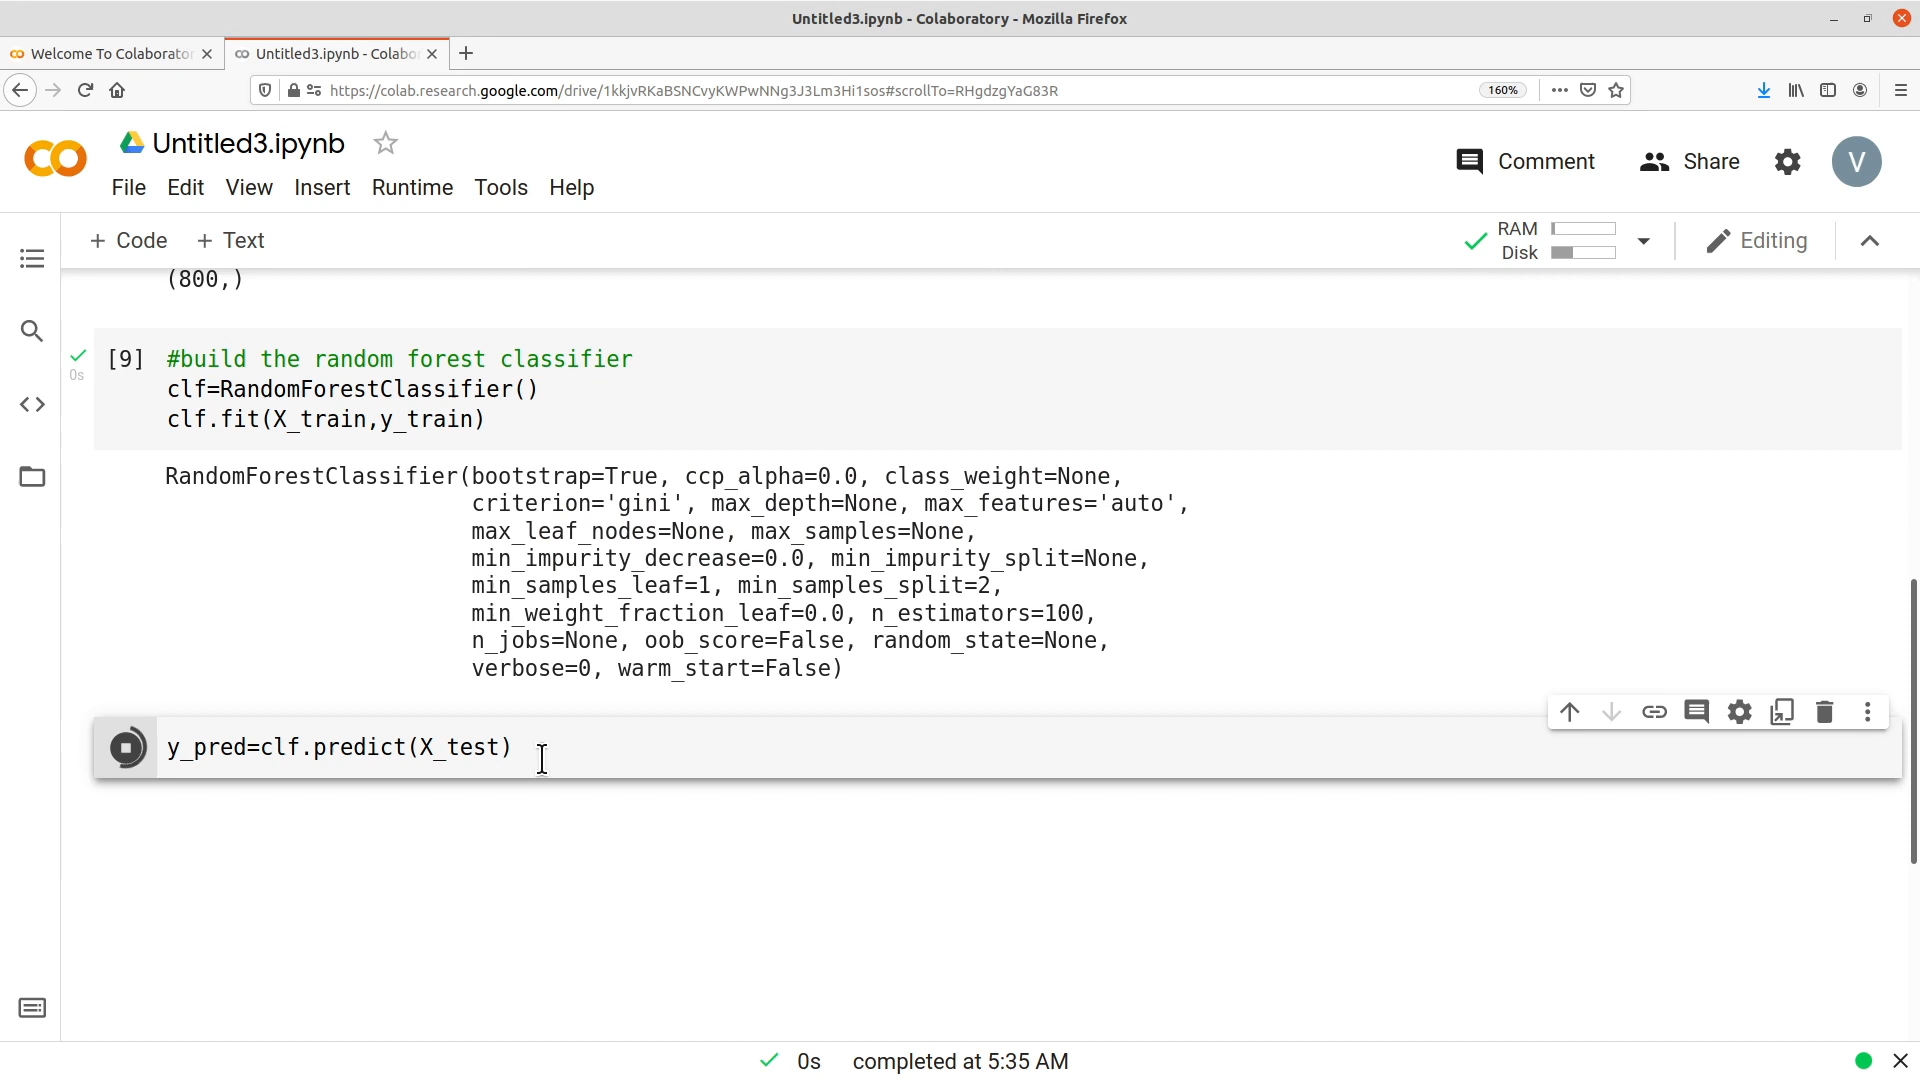 Untitled3.ipynb - Colaboratory - Mozilla Firefox
Welcome To Colaborator
Untitled3.ipynb - Colabo
https://colab.research.google.com/drive/1kkjvRKaBSNCvyKWPwNNg3J3Lm3Hi1sos#scrollTo=RHgdzgYaG83R
160%
Untitled3.ipynb
Comment
Share
V
File Edit View Insert Runtime Tools Help
+ Code + Text
RAM
Disk
Editing
(800,)
[9] #build the random forest classifier
0s
clf=RandomForestClassifier()
clf.fit(X_train,y_train)
RandomForestClassifier(bootstrap=True, ccp_alpha=0.0, class_weight=None,
criterion='gini', max_depth=None, max_features='auto',
max_leaf_nodes=None, max_samples=None,
min_impurity_decrease=0.0, min_impurity_split=None,
min_samples_leaf=1, min_samples_split=2,
min_weight_fraction_leaf=0.0, n_estimators=100,
n_jobs=None, oob_score=False, random_state=None,
verbose=0, warm_start=False)
y_pred=clf.predict(X_test)
0s completed at 5:35 AM